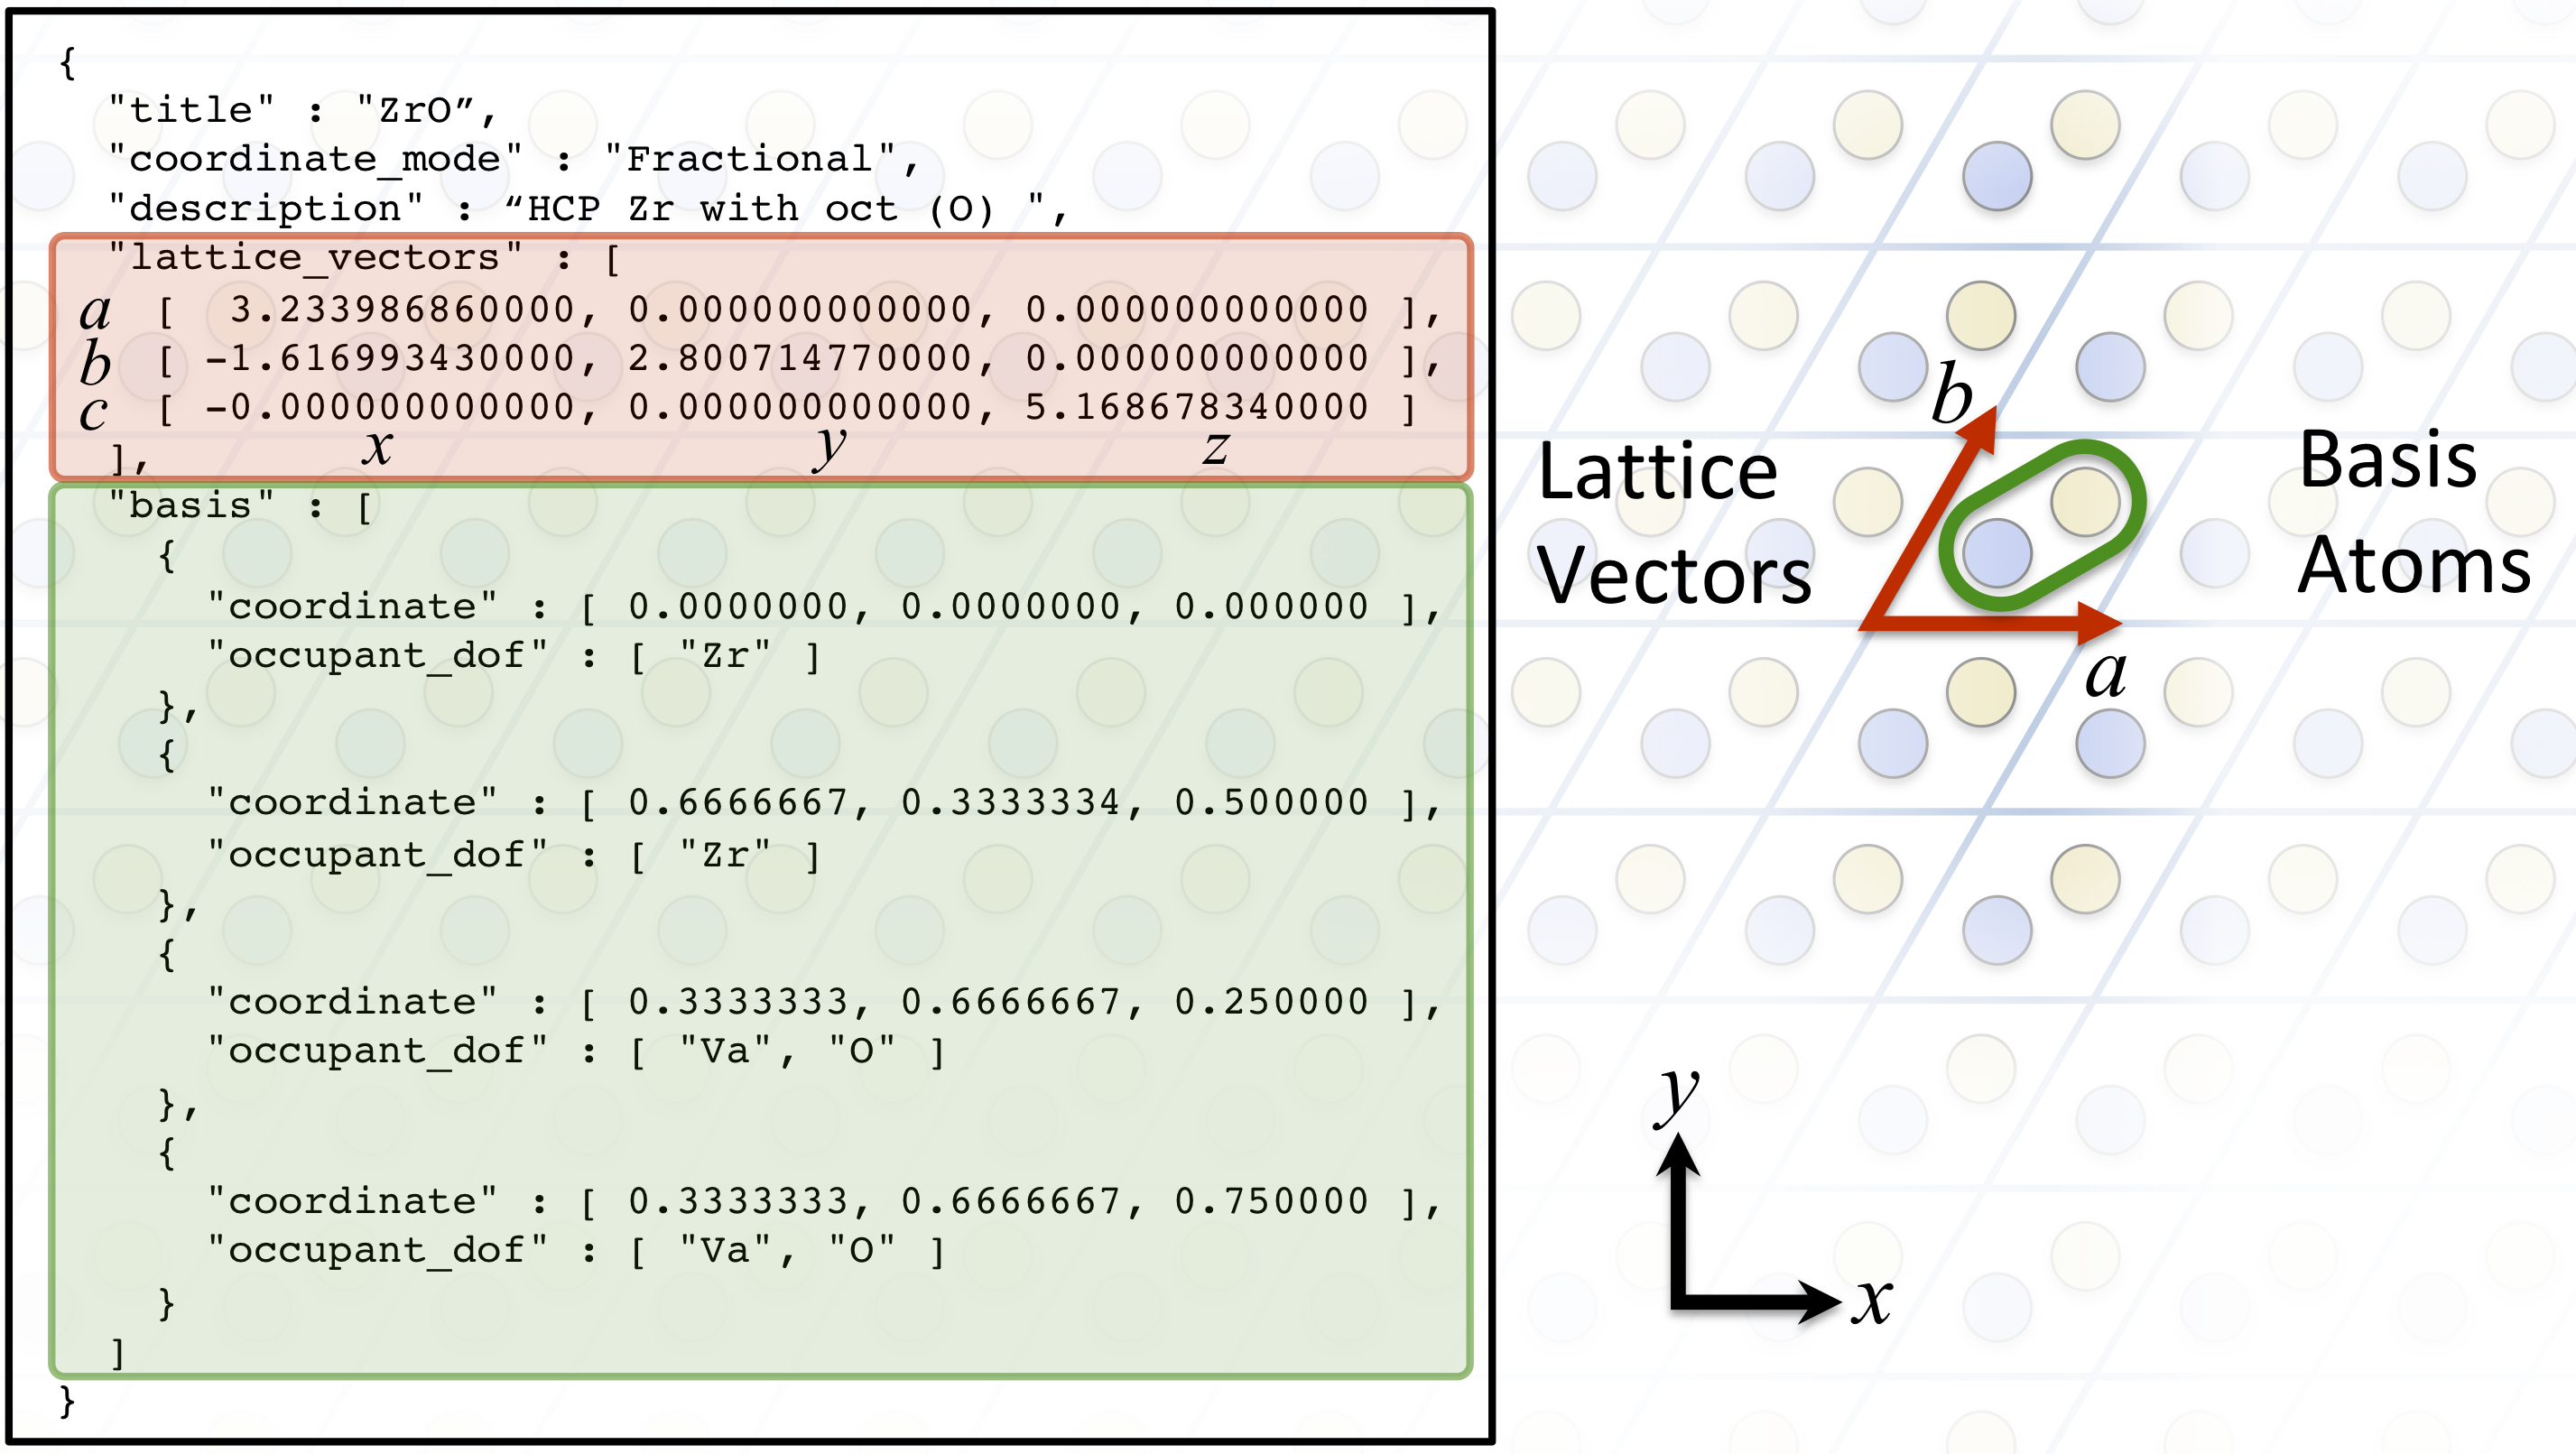 {
"title" : "ZrO”,
"coordinate_mode" : "Fractional",
"description" : “HCP Zr with oct (O) ",
"lattice_vectors" : [
a [ 3.233986860000, 0.000000000000, 0.000000000000 ],
b [ -1.616993430000, 2.800714770000, 0.000000000000 ],
c [ -0.000000000000, 0.000000000000, 5.168678340000 ]
x y z
],
"basis" : [
{
"coordinate" : [ 0.0000000, 0.0000000, 0.000000 ],
"occupant_dof" : [ "Zr" ]
},
{
"coordinate" : [ 0.6666667, 0.3333334, 0.500000 ],
"occupant_dof" : [ "Zr" ]
},
{
"coordinate" : [ 0.3333333, 0.6666667, 0.250000 ],
"occupant_dof" : [ "Va", "O" ]
},
{
"coordinate" : [ 0.3333333, 0.6666667, 0.750000 ],
"occupant_dof" : [ "Va", "O" ]
}
]
}
Lattice
Vectors
b
a
Basis
Atoms
y
x